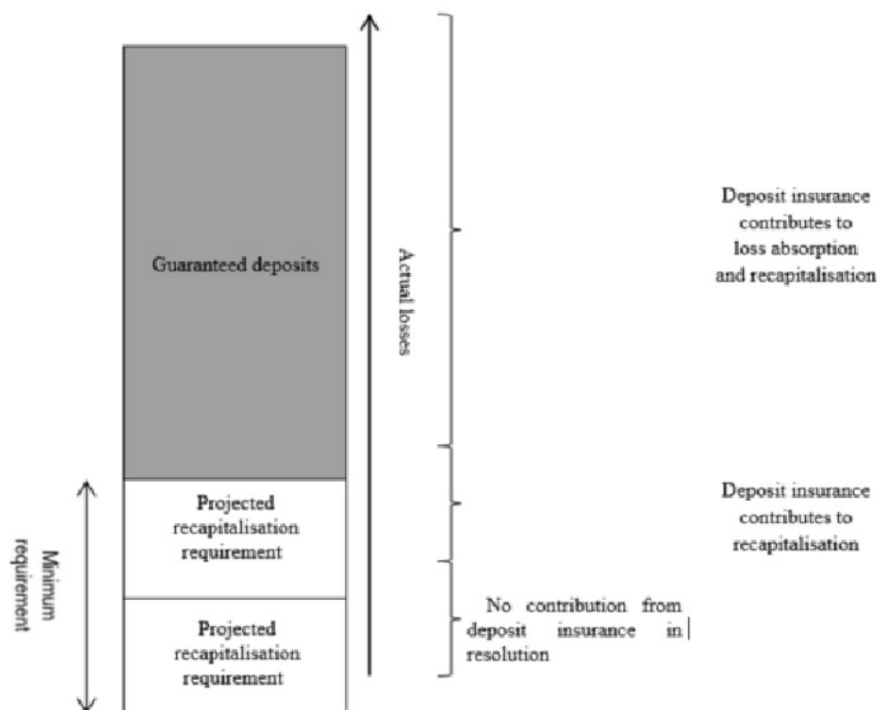 Guaranteed deposits
Projected
recapitalisation
requirement
Projected
recapitalisation
requirement
Minimum
requirement
Actual losses
Deposit insurance
contributes to
loss absorption
and recapitalisation
Deposit insurance
contributes to
recapitalisation
No contribution from
deposit insurance in
resolution